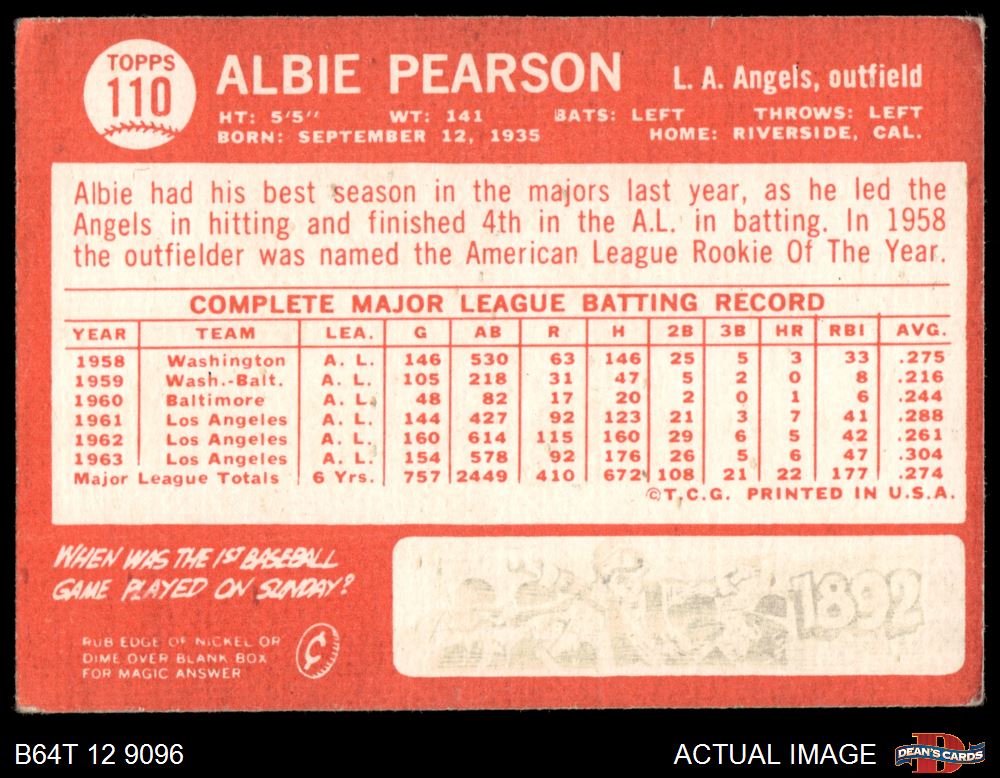 TOPPS
110
ALBIE PEARSON
L. A. Angels, outfield
HT: 5'5" WT: 141 BATS: LEFT THROWS: LEFT
BORN: SEPTEMBER 12, 1935 HOME: RIVERSIDE, CAL.
Albie had his best season in the majors last year, as he led the
Angels in hitting and finished 4th in the A.L. in batting. In 1958
the outfielder was named the American League Rookie Of The Year.
COMPLETE MAJOR LEAGUE BATTING RECORD
YEAR TEAM LEA. G AB R H 2B 3B HR RBI AVG.
1958 Washington A. L. 146 530 63 146 25 5 3 33 .275
1959 Wash.-Balt. A. L. 105 218 31 47 5 2 0 8 .216
1960 Baltimore A. L. 48 82 17 20 2 0 1 6 .244
1961 Los Angeles A. L. 144 427 92 123 21 3 7 41 .288
1962 Los Angeles A. L. 160 614 115 160 29 6 5 42 .261
1963 Los Angeles A. L. 154 578 92 176 26 5 6 47 .304
Major League Totals 6 Yrs. 757 2449 410 672 108 21 22 177 .274
©T.C.G. PRINTED IN U.S.A.
WHEN WAS THE 1ST BASEBALL
GAME PLAYED ON SUNDAY?
RUB EDGE OF NICKEL OR
DIME OVER BLANK BOX
FOR MAGIC ANSWER
1892
B64T 12 9096
ACTUAL IMAGE
DEAN'S CARDS